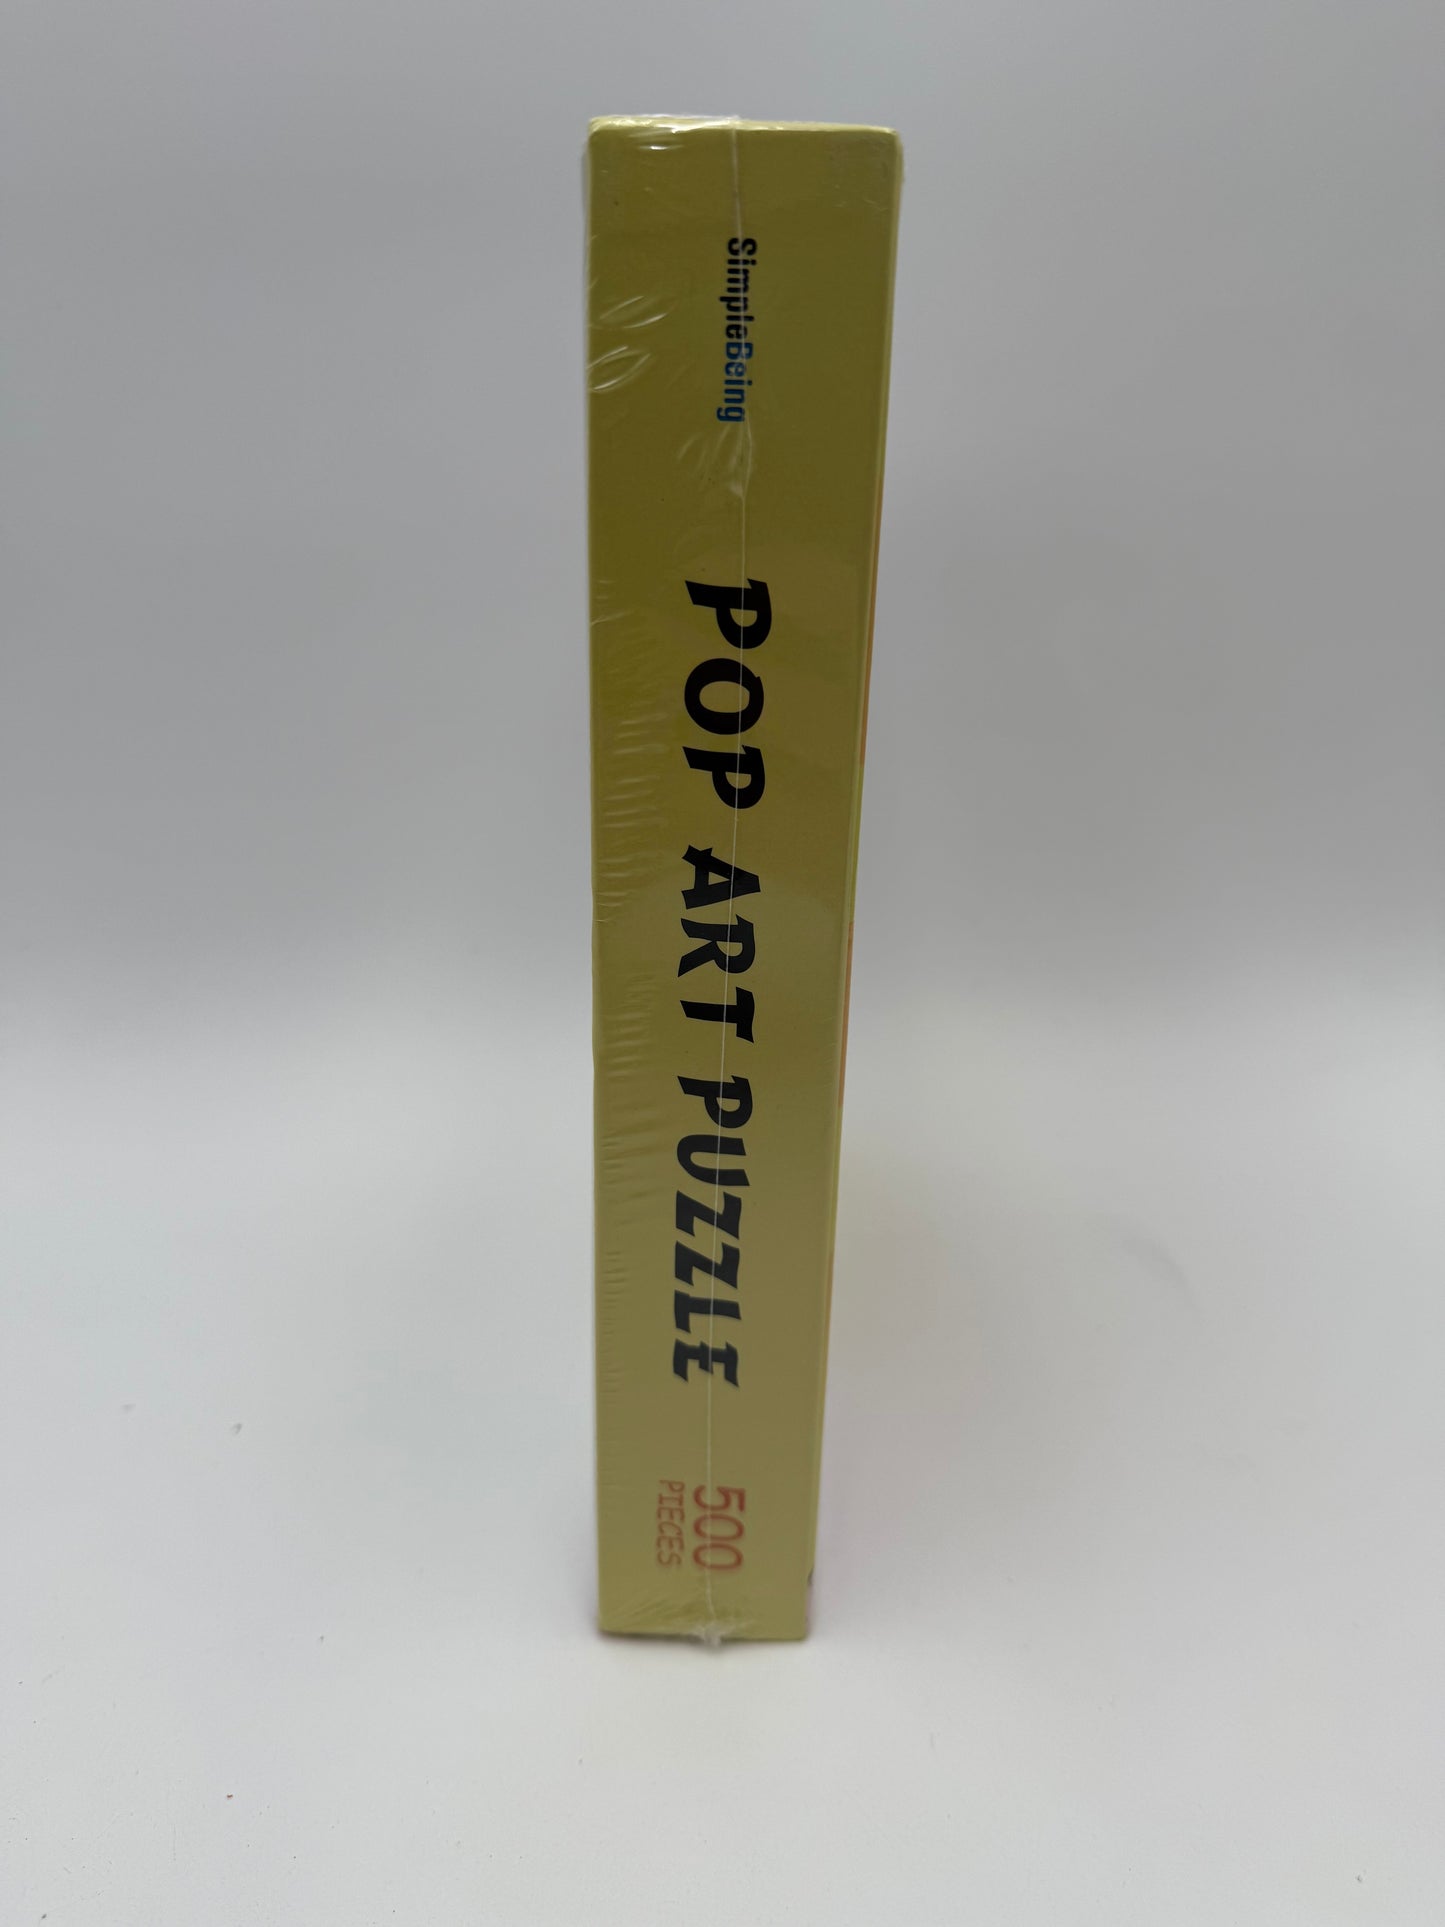 SimpleBeing
POP ART PUZZLE
500
PIECES